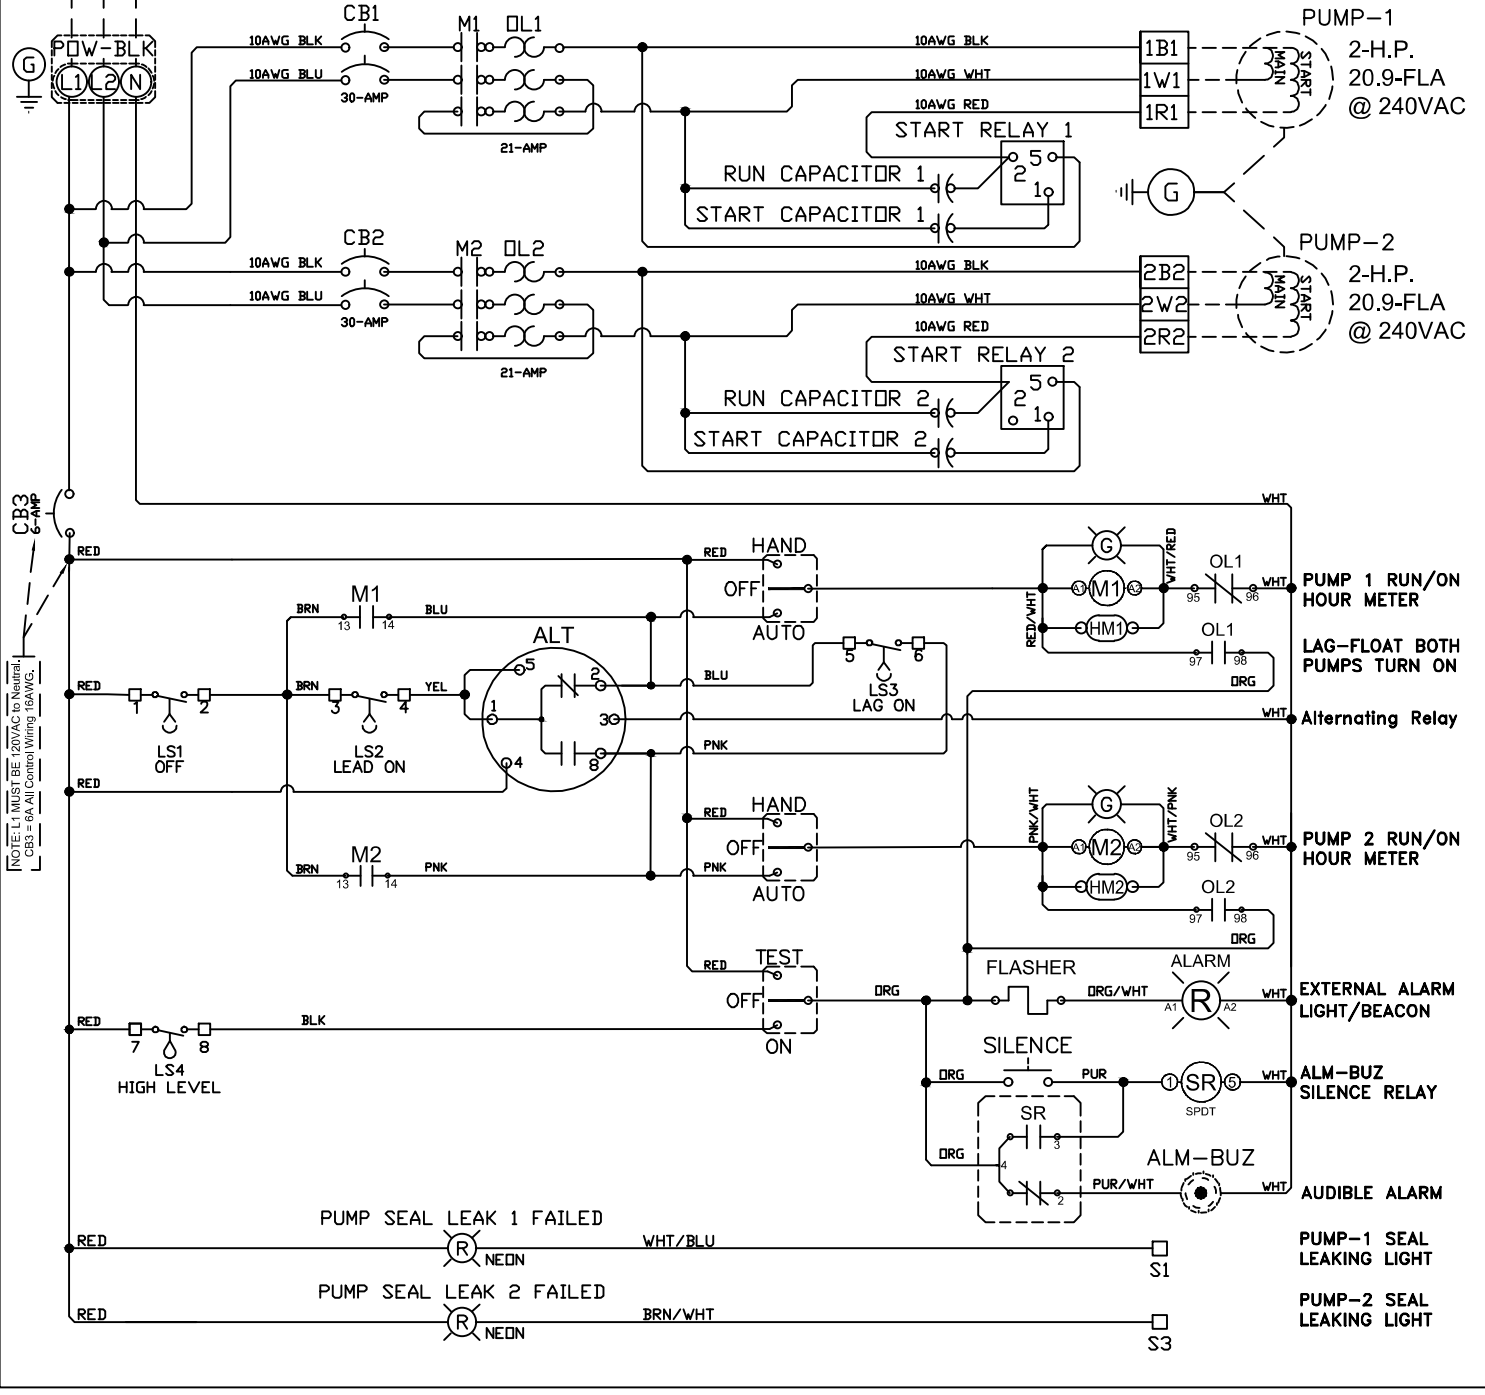 CB1
M1 OL1
PUMP-1
POW-BLK
G
L1 L2 N
10AWG BLK
10AWG BLU
30-AMP
21-AMP
10AWG BLK
10AWG WHT
10AWG RED
1B1
1W1
1R1
MAIN
START
2-H.P.
20.9-FLA
@ 240VAC
START RELAY 1
5
2
1
RUN CAPACITOR 1
START CAPACITOR 1
G
CB2
M2 OL2
PUMP-2
10AWG BLK
10AWG BLU
30-AMP
21-AMP
10AWG BLK
10AWG WHT
10AWG RED
2B2
2W2
2R2
MAIN
START
2-H.P.
20.9-FLA
@ 240VAC
START RELAY 2
5
2
1
RUN CAPACITOR 2
START CAPACITOR 2
CB3
6-AMP
WHT
RED
RED
HAND
OFF
AUTO
G
A1 M1 A2
HM1
RED/WHT
WHT/RED
OL1
95 96
WHT
PUMP 1 RUN/ON
HOUR METER
OL1
97 98
ORG
LAG-FLOAT BOTH
PUMPS TURN ON
M1
BRN
13 14
BLU
ALT
5
2
1
3
4
8
BLU
5 6
LS3
LAG ON
RED
1 2
LS1
OFF
BRN
3 4
YEL
LS2
LEAD ON
WHT
Alternating Relay
PNK
RED
NOTE: L1 MUST BE 120VAC to Neutral.
CB3 = 6A All Control Wiring 16AWG.
RED
HAND
OFF
AUTO
M2
BRN
13 14
PNK
PNK
PNK/WHT
WHT/PNK
G
A1 M2 A2
HM2
OL2
95 96
WHT
PUMP 2 RUN/ON
HOUR METER
OL2
97 98
ORG
RED
TEST
OFF
ON
ORG
FLASHER
ORG/WHT
ALARM
A1 R A2
WHT
EXTERNAL ALARM
LIGHT/BEACON
RED
7 8
LS4
HIGH LEVEL
BLK
SILENCE
ORG
PUR
1 SR 5
SPDT
WHT
ALM-BUZ
SILENCE RELAY
SR
3
ORG
4
2
PUR/WHT
ALM-BUZ
WHT
AUDIBLE ALARM
PUMP SEAL LEAK 1 FAILED
RED
R
NEON
WHT/BLU
S1
PUMP-1 SEAL
LEAKING LIGHT
PUMP SEAL LEAK 2 FAILED
RED
R
NEON
BRN/WHT
S3
PUMP-2 SEAL
LEAKING LIGHT